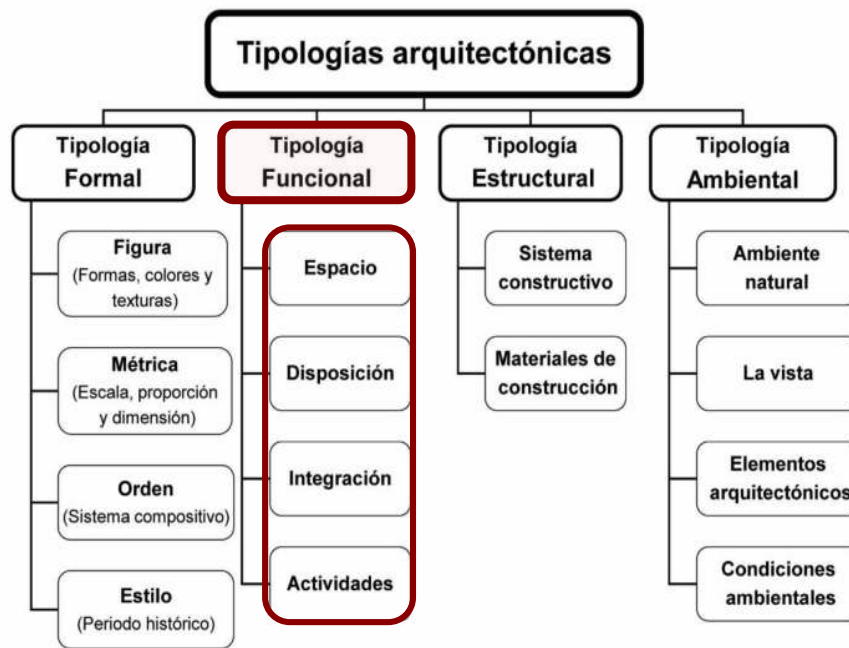 Tipologías arquitectónicas
Tipología
Formal
Figura
(Formas, colores y
texturas)
Métrica
(Escala, proporción
y dimensión)
Orden
(Sistema compositivo)
Estilo
(Periodo histórico)
Tipología
Funcional
Espacio
Disposición
Integración
Actividades
Tipología
Estructural
Sistema
constructivo
Materiales de
construcción
Tipología
Ambiental
Ambiente
natural
La vista
Elementos
arquitectónicos
Condiciones
ambientales